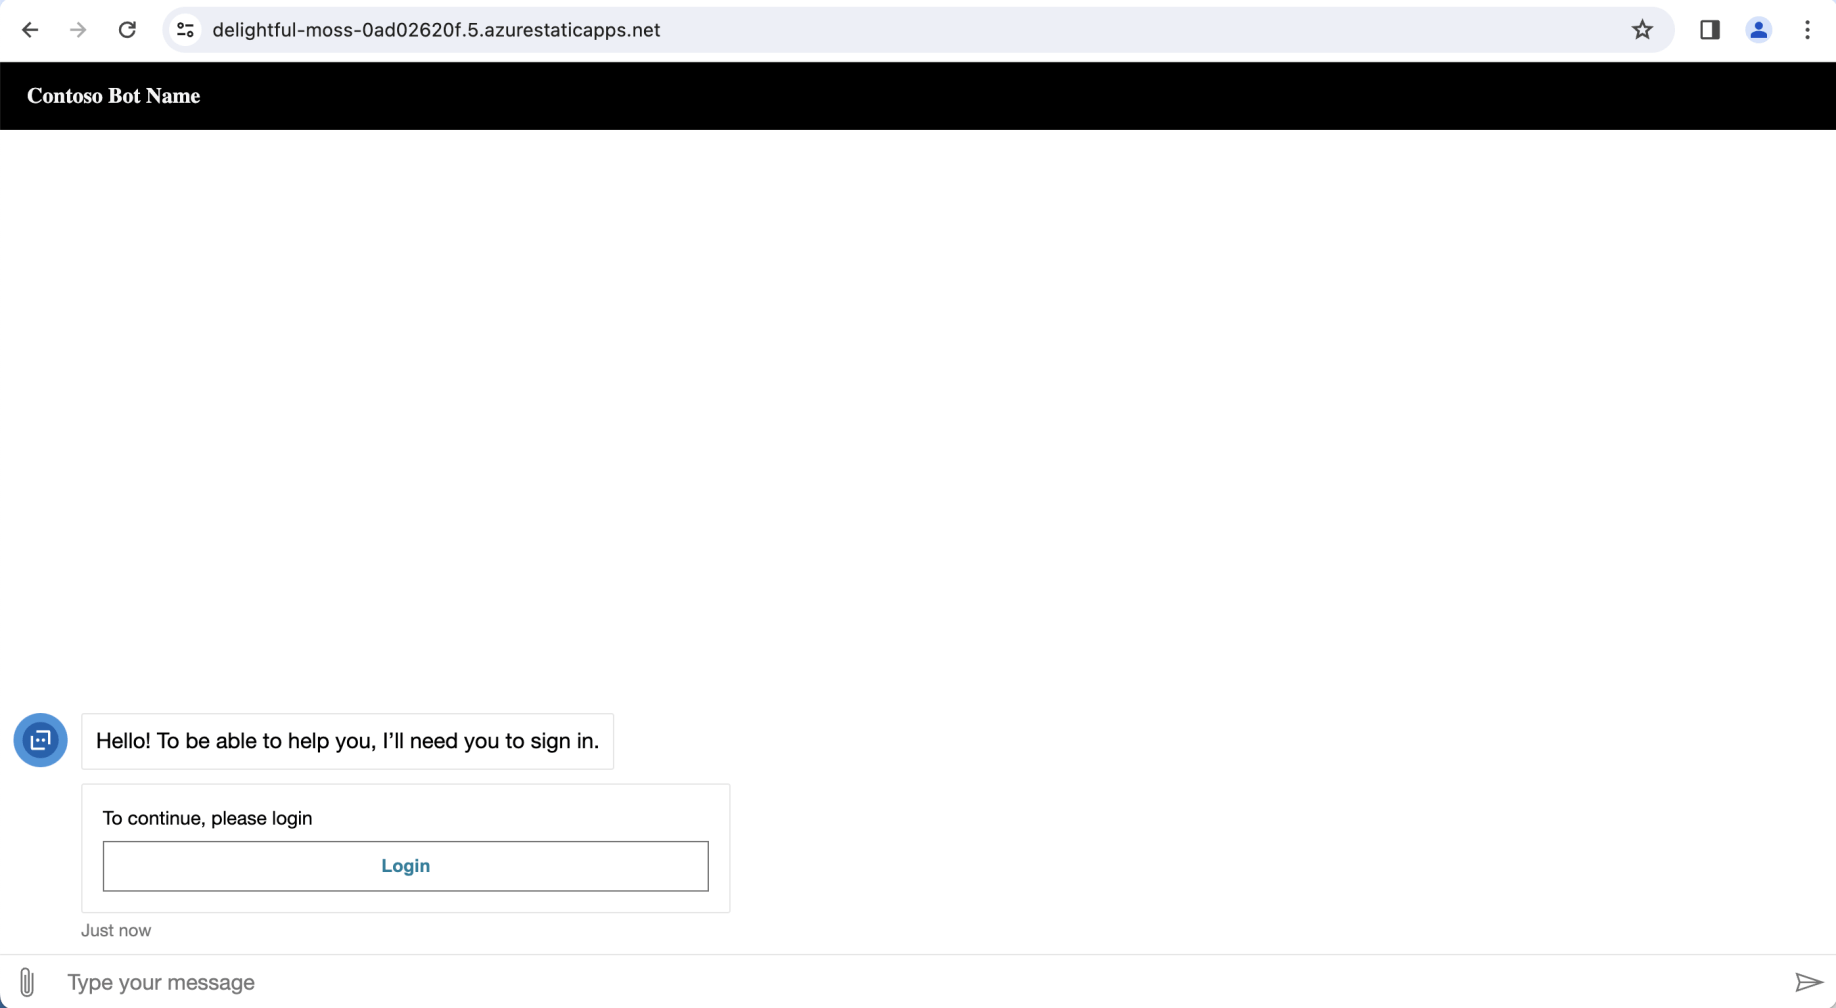 delightful-moss-0ad02620f.5.azurestaticapps.net
Contoso Bot Name
Hello! To be able to help you, I’ll need you to sign in.
To continue, please login
Login
Just now
Type your message